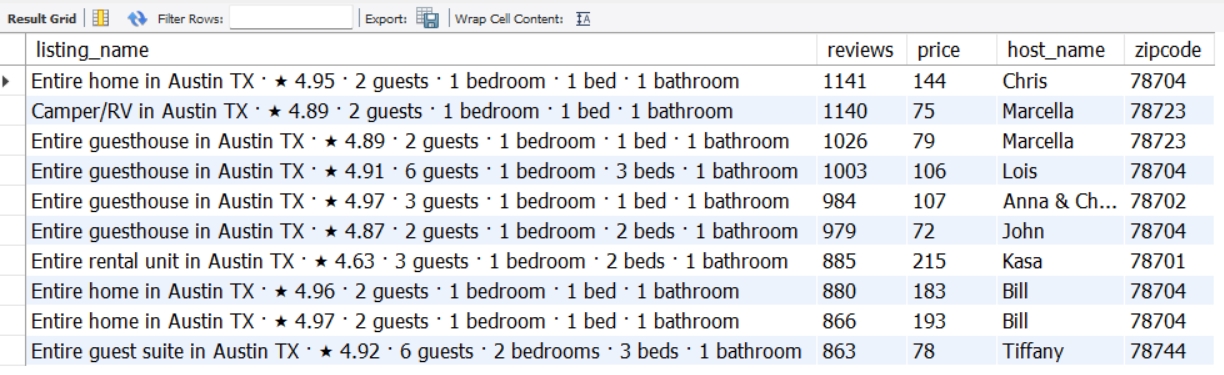 Result Grid Filter Rows: Export: Wrap Cell Content: IA
listing_name reviews price host_name zipcode
Entire home in Austin TX · ★ 4.95 · 2 guests · 1 bedroom · 1 bed · 1 bathroom 1141 144 Chris 78704
Camper/RV in Austin TX · ★ 4.89 · 2 guests · 1 bedroom · 1 bed · 1 bathroom 1140 75 Marcella 78723
Entire guesthouse in Austin TX · ★ 4.89 · 2 guests · 1 bedroom · 1 bed · 1 bathroom 1026 79 Marcella 78723
Entire guesthouse in Austin TX · ★ 4.91 · 6 guests · 1 bedroom · 3 beds · 1 bathroom 1003 106 Lois 78704
Entire guesthouse in Austin TX · ★ 4.97 · 3 guests · 1 bedroom · 1 bed · 1 bathroom 984 107 Anna & Ch... 78702
Entire guesthouse in Austin TX · ★ 4.87 · 2 guests · 1 bedroom · 2 beds · 1 bathroom 979 72 John 78704
Entire rental unit in Austin TX · ★ 4.63 · 3 guests · 1 bedroom · 2 beds · 1 bathroom 885 215 Kasa 78701
Entire home in Austin TX · ★ 4.96 · 2 guests · 1 bedroom · 1 bed · 1 bathroom 880 183 Bill 78704
Entire home in Austin TX · ★ 4.97 · 2 guests · 1 bedroom · 1 bed · 1 bathroom 866 193 Bill 78704
Entire guest suite in Austin TX · ★ 4.92 · 6 guests · 2 bedrooms · 3 beds · 1 bathroom 863 78 Tiffany 78744